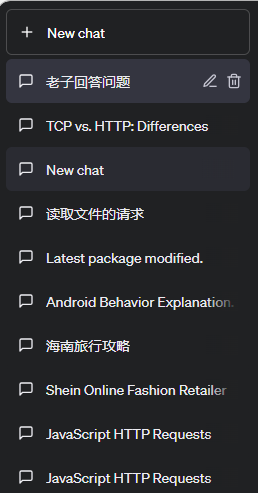 New chat
老子回答问题
TCP vs. HTTP: Differences
New chat
读取文件的请求
Latest package modified.
Android Behavior Explanation.
海南旅行攻略
Shein Online Fashion Retailer
JavaScript HTTP Requests
JavaScript HTTP Requests